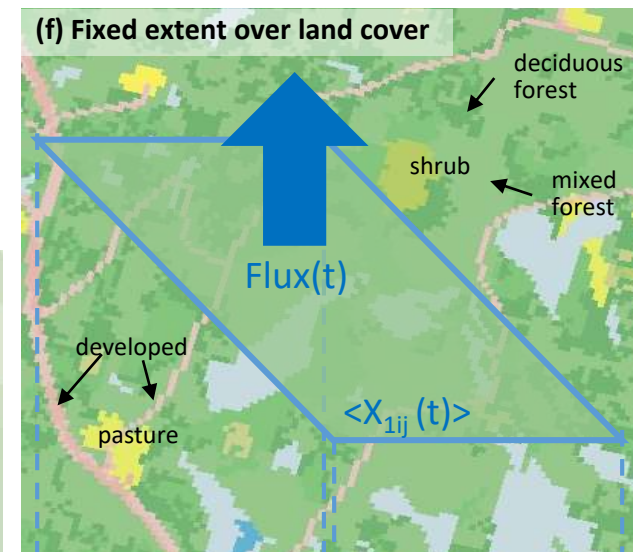 (f) Fixed extent over land cover
deciduous
forest
shrub
mixed
forest
Flux(t)
developed
<X1ij (t)>
pasture